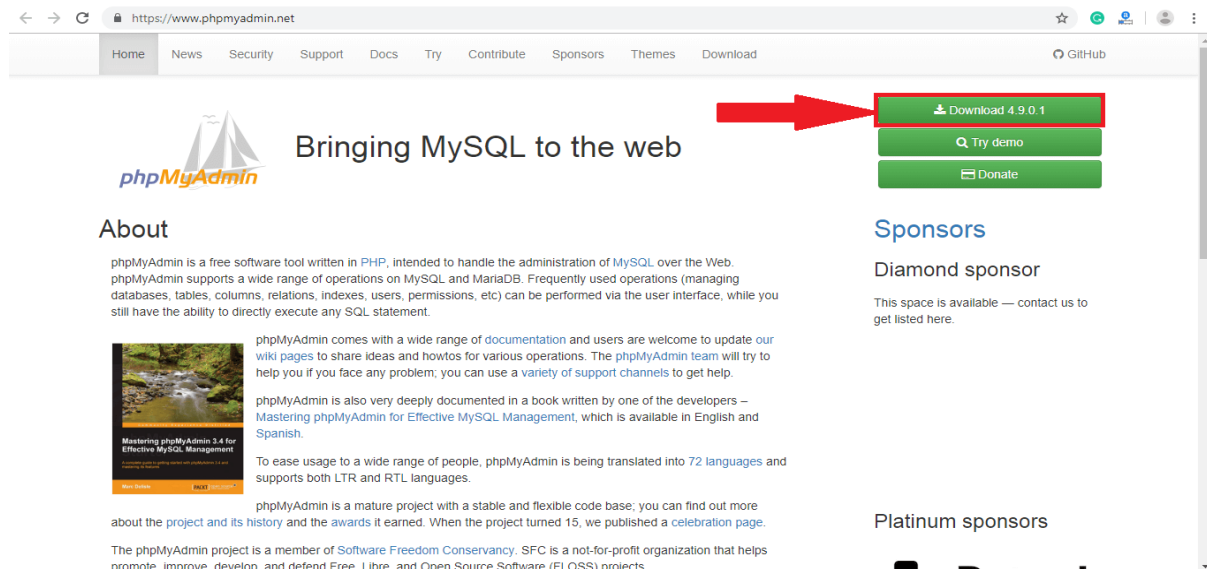 https://www.phpmyadmin.net
Home News Security Support Docs Try Contribute Sponsors Themes Download GitHub
Download 4.9.0.1
Try demo
Donate
phpMyAdmin
Bringing MySQL to the web
About
phpMyAdmin is a free software tool written in PHP, intended to handle the administration of MySQL over the Web.
phpMyAdmin supports a wide range of operations on MySQL and MariaDB. Frequently used operations (managing
databases, tables, columns, relations, indexes, users, permissions, etc) can be performed via the user interface, while you
still have the ability to directly execute any SQL statement.
phpMyAdmin comes with a wide range of documentation and users are welcome to update our
wiki pages to share ideas and howtos for various operations. The phpMyAdmin team will try to
help you if you face any problem; you can use a variety of support channels to get help.
phpMyAdmin is also very deeply documented in a book written by one of the developers –
Mastering phpMyAdmin for Effective MySQL Management, which is available in English and
Spanish.
Mastering phpMyAdmin 3.4 for
Effective MySQL Management
To ease usage to a wide range of people, phpMyAdmin is being translated into 72 languages and
supports both LTR and RTL languages.
phpMyAdmin is a mature project with a stable and flexible code base; you can find out more
about the project and its history and the awards it earned. When the project turned 15, we published a celebration page.
The phpMyAdmin project is a member of Software Freedom Conservancy. SFC is a not-for-profit organization that helps
promote, improve, develop, and defend Free, Libre, and Open Source Software (FLOSS) projects.
Sponsors
Diamond sponsor
This space is available — contact us to
get listed here.
Platinum sponsors